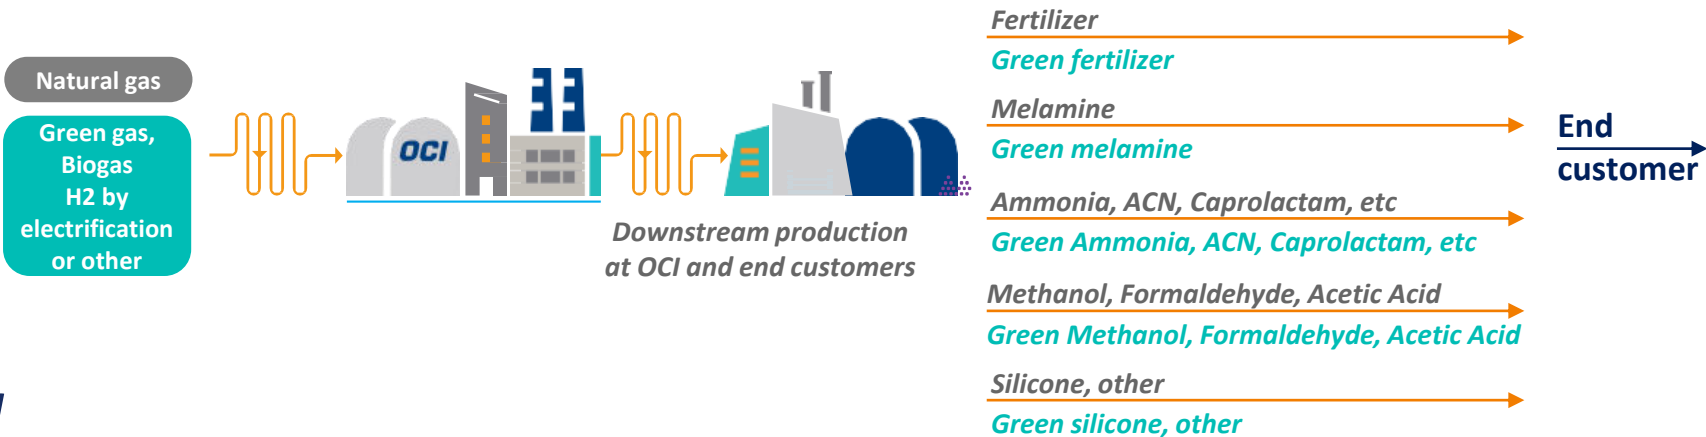 Natural gas
Green gas,
Biogas
H2 by
electrification
or other
OCI
Downstream production
at OCI and end customers
Fertilizer
Green fertilizer
Melamine
Green melamine
Ammonia, ACN, Caprolactam, etc
Green Ammonia, ACN, Caprolactam, etc
Methanol, Formaldehyde, Acetic Acid
Green Methanol, Formaldehyde, Acetic Acid
Silicone, other
Green silicone, other
End
customer